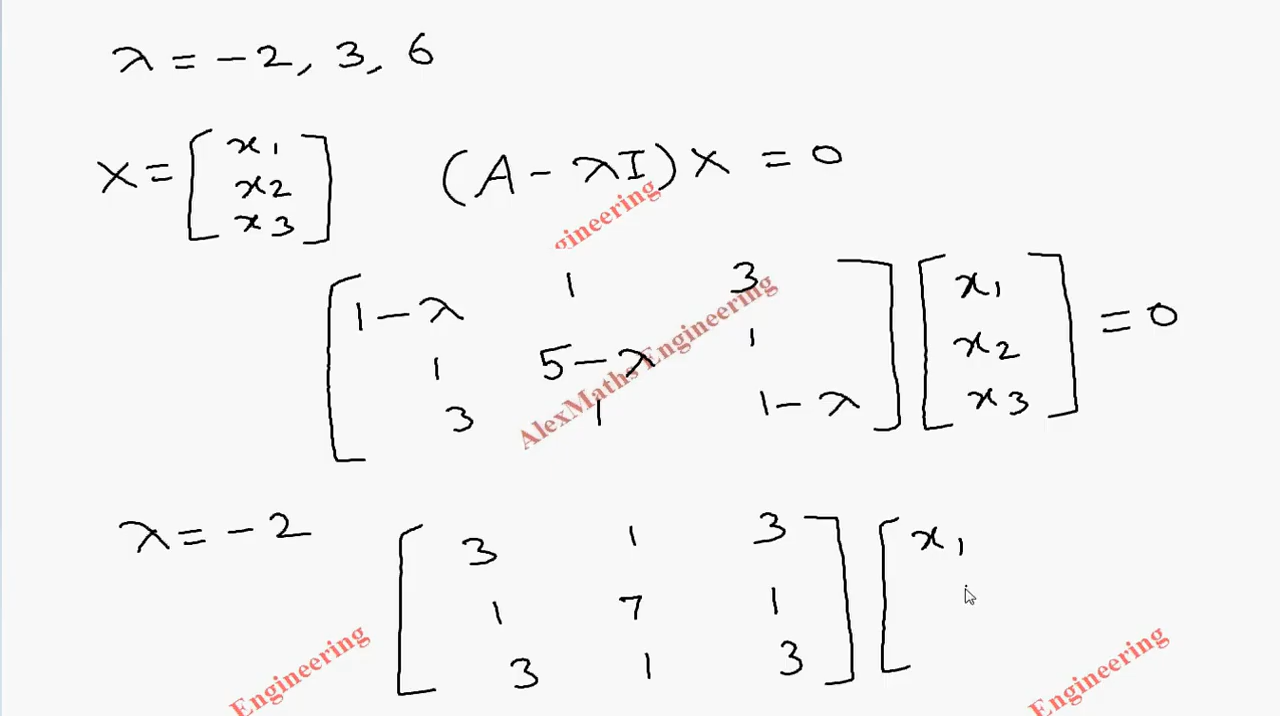 λ = -2, 3, 6
X = [ x1 x2 x3 ] (A - λI) X = 0
gineering
[ 1-λ 1 3 ] [ x1 ]
[ 1 5-λ 1 ] [ x2 ] = 0
[ 3 1 1-λ ] [ x3 ]
AlexMaths Engineering
λ = -2 [ 3 1 3 ] [ x1
[ 1 7 1 ]
[ 3 1 3 ]
Engineering
Engineering